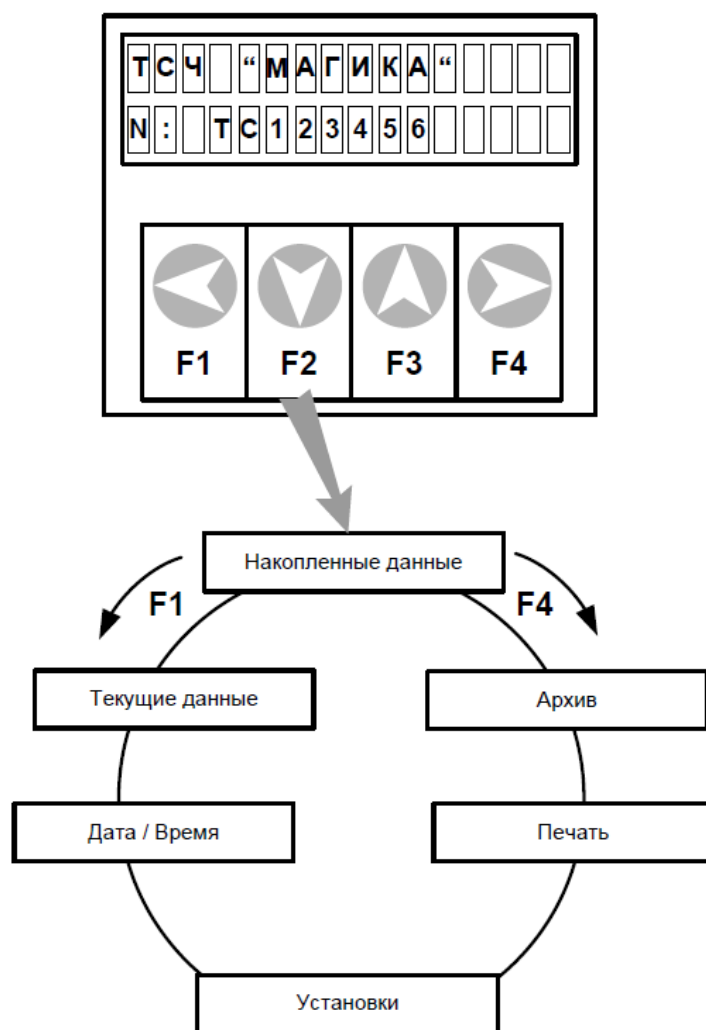 ТСЧ “МАГИКА“
N: ТС123456
F1 F2 F3 F4
Накопленные данные
F1 F4
Текущие данные Архив
Дата / Время Печать
Установки